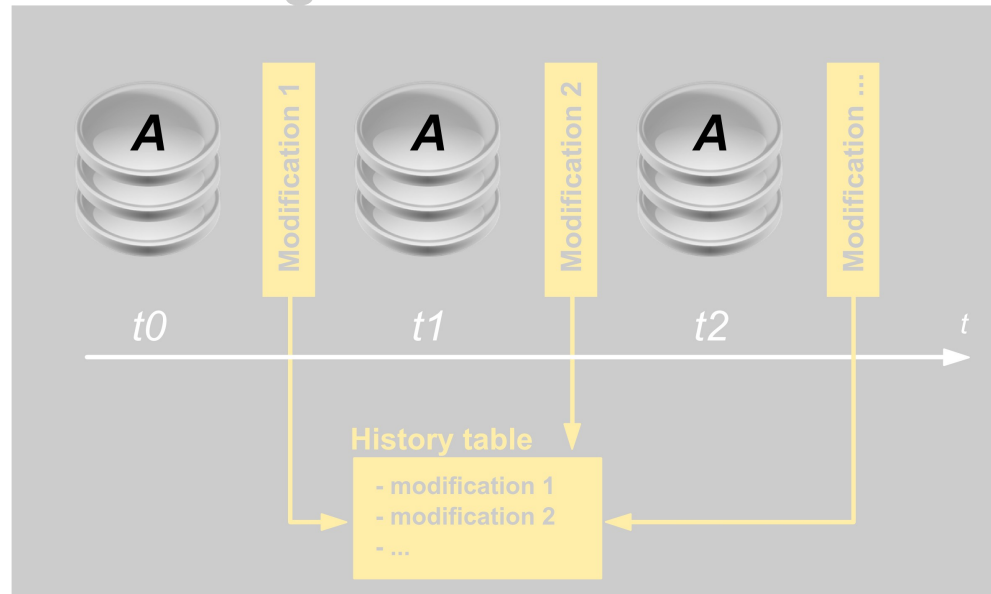 A
Modification 1
A
Modification 2
A
Modification ...
t0
t1
t2
t
History table
- modification 1
- modification 2
- ...